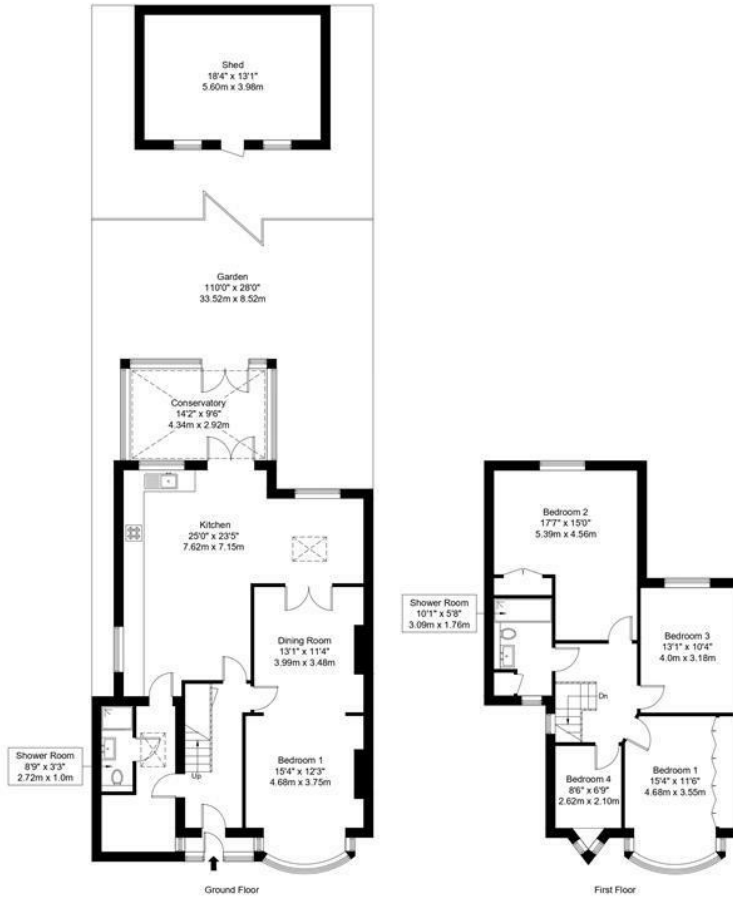 Shed
18'4" x 13'1"
5.60m x 3.98m
Garden
110'0" x 28'0"
33.52m x 8.52m
Conservatory
14'2" x 9'6"
4.34m x 2.92m
Kitchen
25'0" x 23'5"
7.62m x 7.15m
Dining Room
13'1" x 11'4"
3.99m x 3.48m
Shower Room
8'9" x 3'3"
2.72m x 1.0m
Up
Bedroom 1
15'4" x 12'3"
4.68m x 3.75m
Ground Floor
Bedroom 2
17'7" x 15'0"
5.39m x 4.56m
Shower Room
10'1" x 5'8"
3.09m x 1.76m
Bedroom 3
13'1" x 10'4"
4.0m x 3.18m
Dn
Bedroom 4
8'6" x 6'9"
2.62m x 2.10m
Bedroom 1
15'4" x 11'6"
4.68m x 3.55m
First Floor